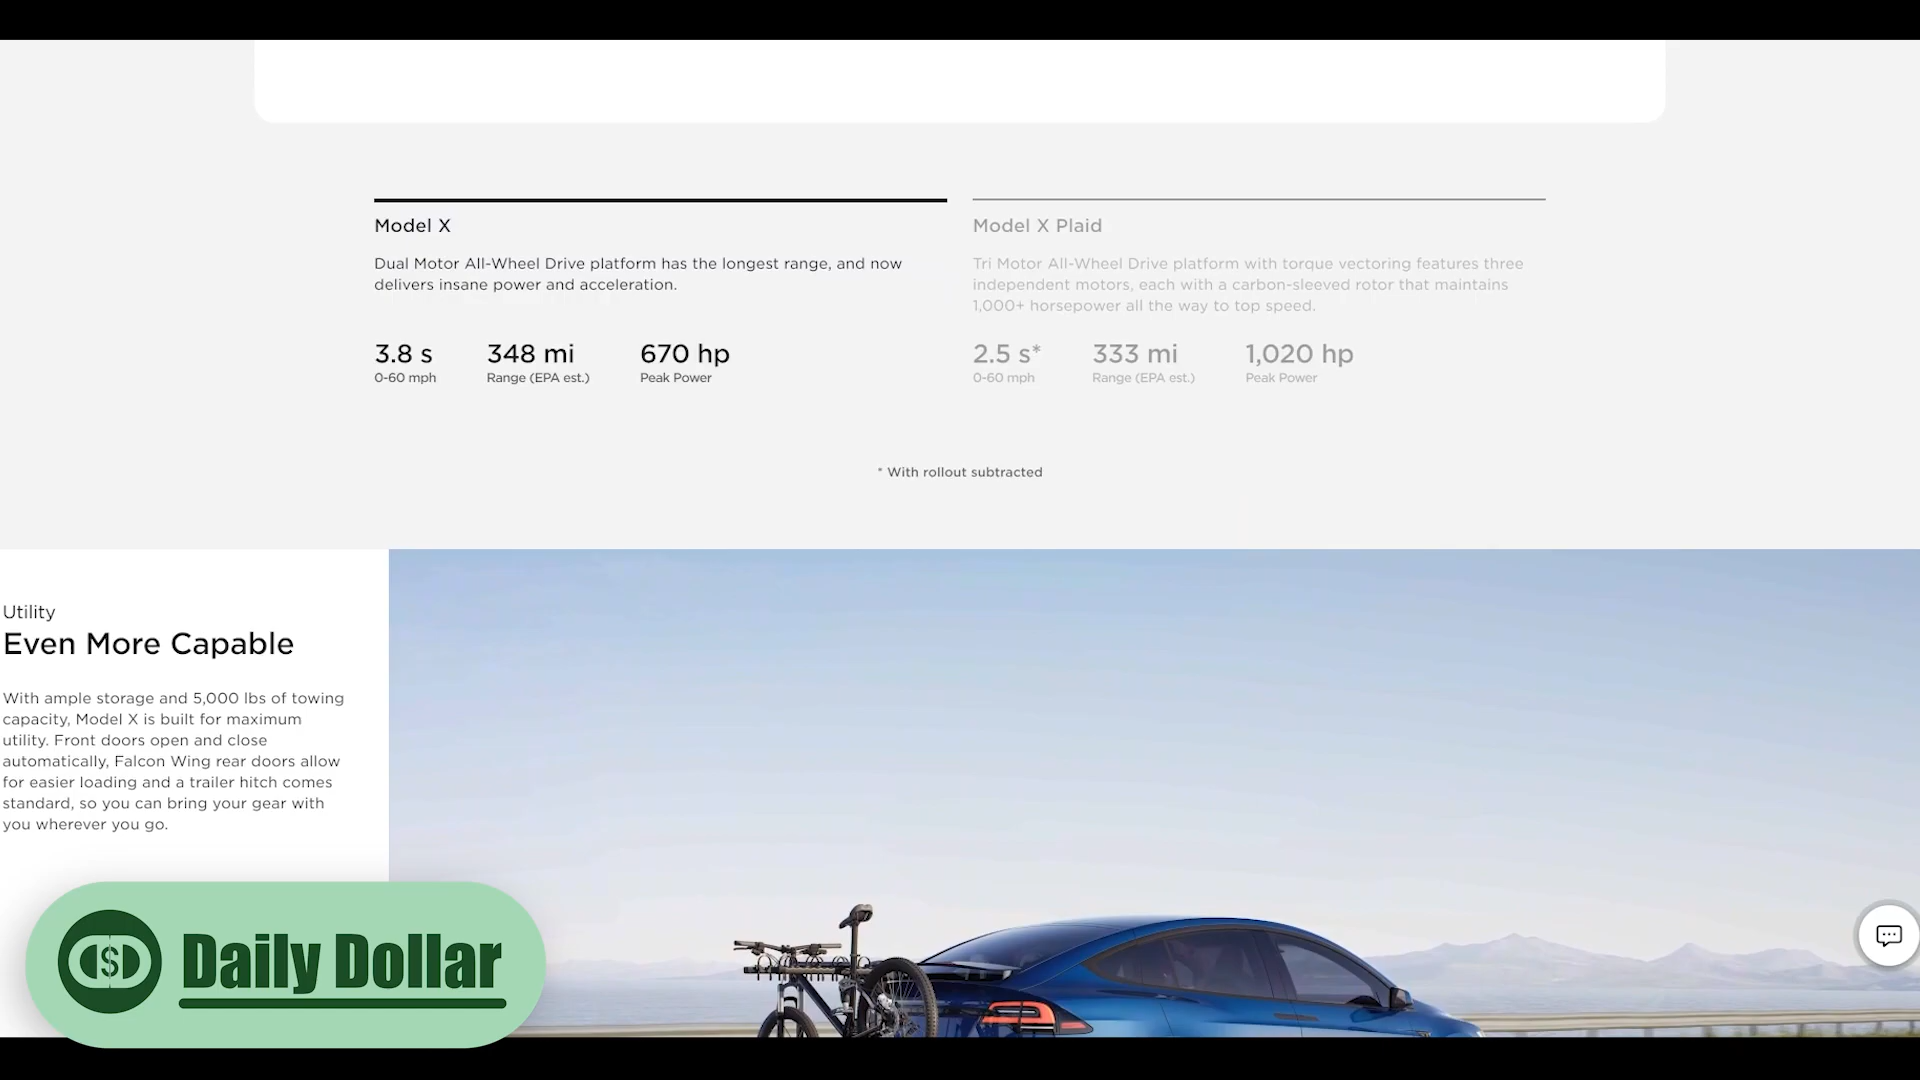 Model X
Dual Motor All-Wheel Drive platform has the longest range, and now
delivers insane power and acceleration.
3.8 s 348 mi 670 hp
0-60 mph Range (EPA est.) Peak Power
Model X Plaid
Tri Motor All-Wheel Drive platform with torque vectoring features three
independent motors, each with a carbon-sleeved rotor that maintains
1,000+ horsepower all the way to top speed.
2.5 s* 333 mi 1,020 hp
0-60 mph Range (EPA est.) Peak Power
* With rollout subtracted
Utility
Even More Capable
With ample storage and 5,000 lbs of towing
capacity, Model X is built for maximum
utility. Front doors open and close
automatically, Falcon Wing rear doors allow
for easier loading and a trailer hitch comes
standard, so you can bring your gear with
you wherever you go.
$ Daily Dollar